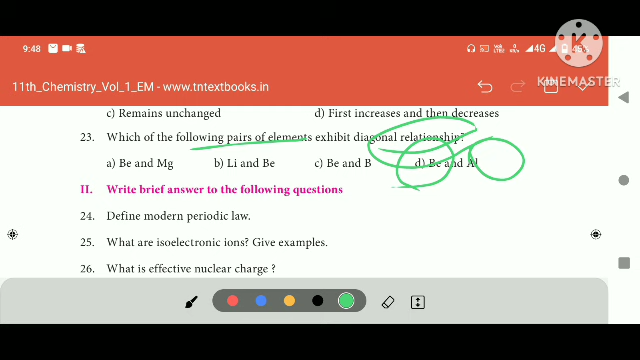 9:48
4G
45%
11th_Chemistry_Vol_1_EM - www.tntextbooks.in
KINEMASTER
c) Remains unchanged d) First increases and then decreases
23. Which of the following pairs of elements exhibit diagonal relationship?
a) Be and Mg b) Li and Be c) Be and B d) Be and Al
II. Write brief answer to the following questions
24. Define modern periodic law.
25. What are isoelectronic ions? Give examples.
26. What is effective nuclear charge ?